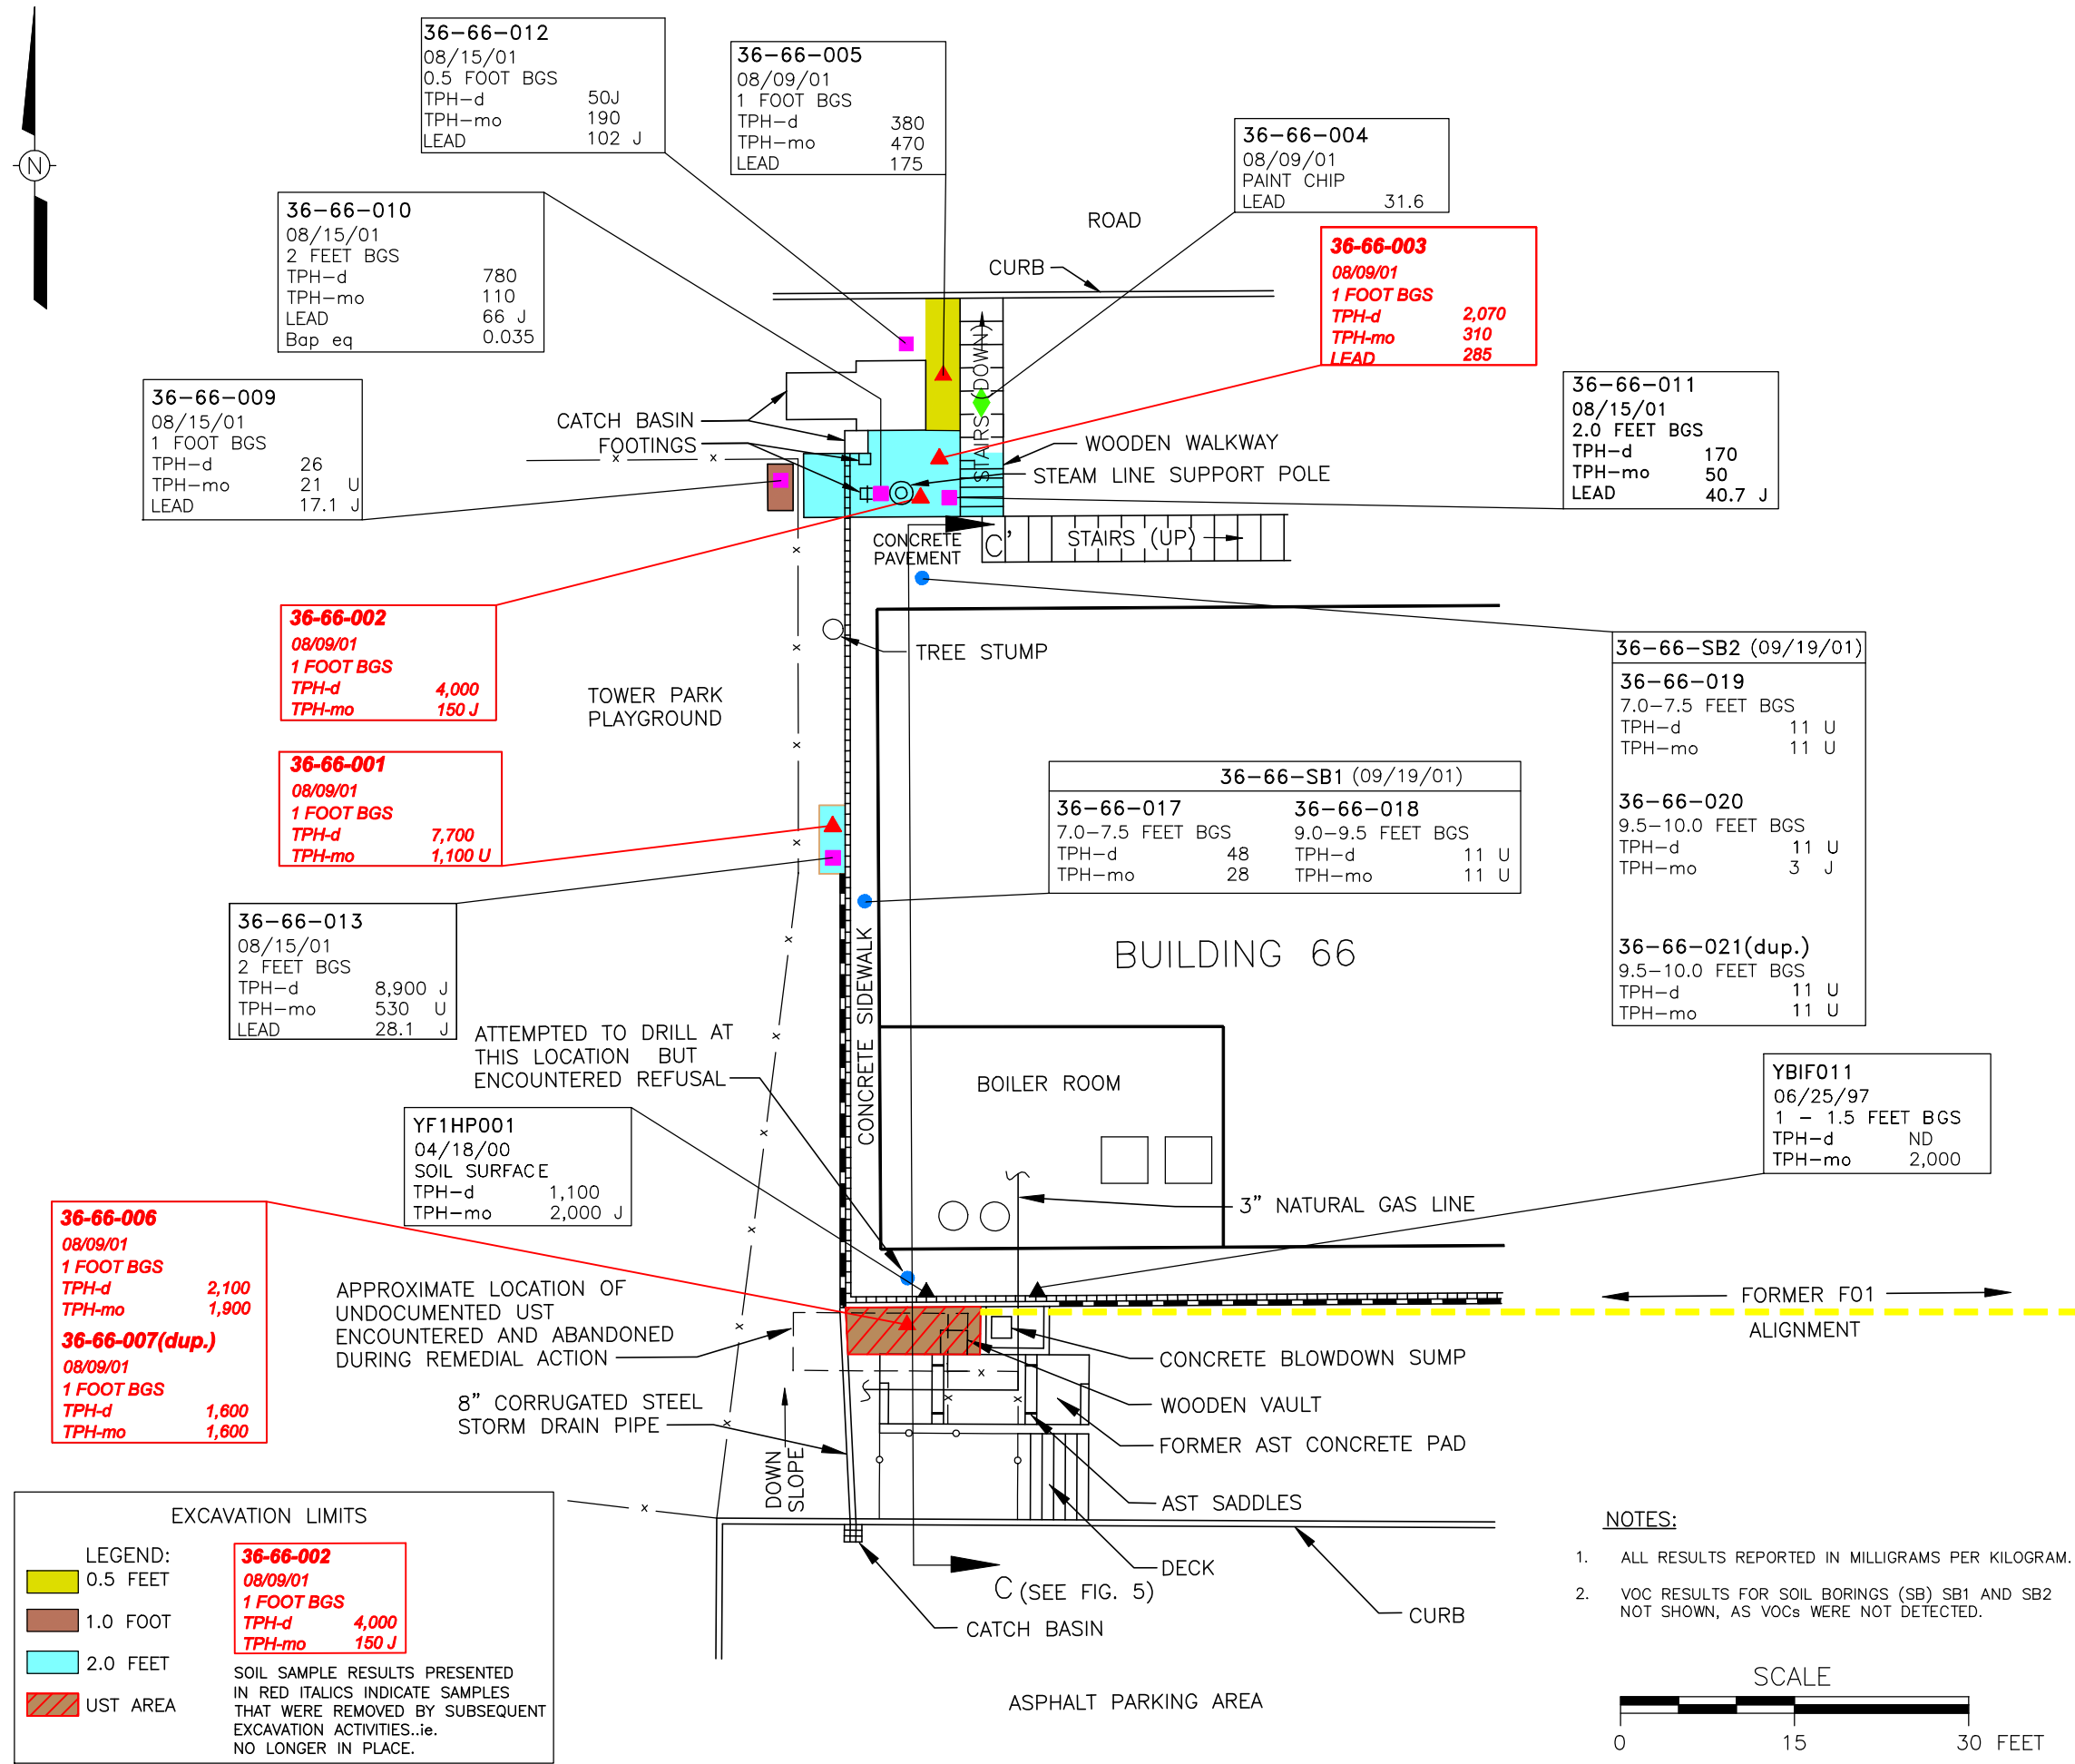 36-66-012
08/15/01
0.5 FOOT BGS
TPH-d 50J
TPH-mo 190
LEAD 102 J
36-66-005
08/09/01
1 FOOT BGS
TPH-d 380
TPH-mo 470
LEAD 175
36-66-004
08/09/01
PAINT CHIP
LEAD 31.6
N
36-66-010
08/15/01
2 FEET BGS
TPH-d 780
TPH-mo 110
LEAD 66 J
Bap eq 0.035
ROAD
CURB
36-66-003
08/09/01
1 FOOT BGS
TPH-d 2,070
TPH-mo 310
LEAD 285
36-66-009
08/15/01
1 FOOT BGS
TPH-d 26
TPH-mo 21 U
LEAD 17.1 J
CATCH BASIN
FOOTINGS
STAIRS (DOWN)
WOODEN WALKWAY
STEAM LINE SUPPORT POLE
36-66-011
08/15/01
2.0 FEET BGS
TPH-d 170
TPH-mo 50
LEAD 40.7 J
CONCRETE
PAVEMENT
C'
STAIRS (UP)
36-66-002
08/09/01
1 FOOT BGS
TPH-d 4,000
TPH-mo 150 J
TREE STUMP
TOWER PARK
PLAYGROUND
36-66-SB2 (09/19/01)
36-66-019
7.0-7.5 FEET BGS
TPH-d 11 U
TPH-mo 11 U
36-66-020
9.5-10.0 FEET BGS
TPH-d 11 U
TPH-mo 3 J
36-66-021(dup.)
9.5-10.0 FEET BGS
TPH-d 11 U
TPH-mo 11 U
36-66-001
08/09/01
1 FOOT BGS
TPH-d 7,700
TPH-mo 1,100 U
36-66-SB1 (09/19/01)
36-66-017
7.0-7.5 FEET BGS
TPH-d 48
TPH-mo 28
36-66-018
9.0-9.5 FEET BGS
TPH-d 11 U
TPH-mo 11 U
36-66-013
08/15/01
2 FEET BGS
TPH-d 8,900 J
TPH-mo 530 U
LEAD 28.1 J
CONCRETE SIDEWALK
BUILDING 66
ATTEMPTED TO DRILL AT
THIS LOCATION BUT
ENCOUNTERED REFUSAL
BOILER ROOM
YBIF011
06/25/97
1 - 1.5 FEET BGS
TPH-d ND
TPH-mo 2,000
YF1HP001
04/18/00
SOIL SURFACE
TPH-d 1,100
TPH-mo 2,000 J
3" NATURAL GAS LINE
36-66-006
08/09/01
1 FOOT BGS
TPH-d 2,100
TPH-mo 1,900
36-66-007(dup.)
08/09/01
1 FOOT BGS
TPH-d 1,600
TPH-mo 1,600
APPROXIMATE LOCATION OF
UNDOCUMENTED UST
ENCOUNTERED AND ABANDONED
DURING REMEDIAL ACTION
FORMER F01
ALIGNMENT
CONCRETE BLOWDOWN SUMP
WOODEN VAULT
8" CORRUGATED STEEL
STORM DRAIN PIPE
FORMER AST CONCRETE PAD
DOWN
SLOPE
AST SADDLES
DECK
C (SEE FIG. 5)
CATCH BASIN
CURB
ASPHALT PARKING AREA
EXCAVATION LIMITS
LEGEND:
0.5 FEET
1.0 FOOT
2.0 FEET
UST AREA
36-66-002
08/09/01
1 FOOT BGS
TPH-d 4,000
TPH-mo 150 J
SOIL SAMPLE RESULTS PRESENTED
IN RED ITALICS INDICATE SAMPLES
THAT WERE REMOVED BY SUBSEQUENT
EXCAVATION ACTIVITIES..ie.
NO LONGER IN PLACE.
NOTES:
1. ALL RESULTS REPORTED IN MILLIGRAMS PER KILOGRAM.
2. VOC RESULTS FOR SOIL BORINGS (SB) SB1 AND SB2
NOT SHOWN, AS VOCs WERE NOT DETECTED.
SCALE
0 15 30 FEET